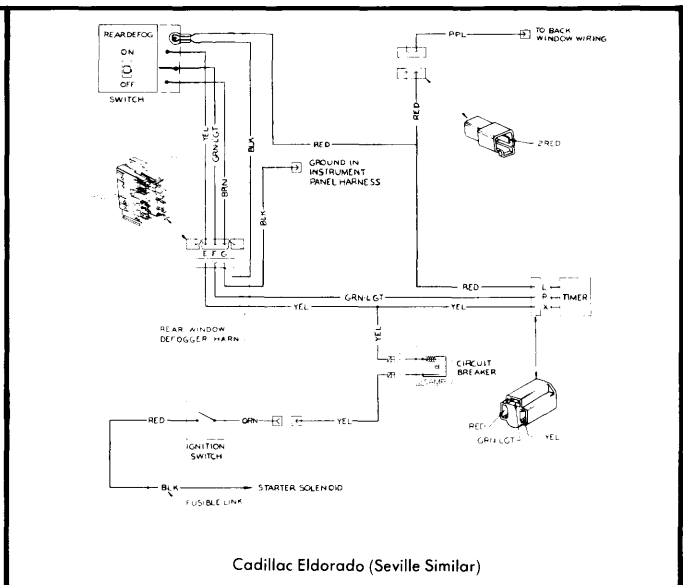 REAR DEFOG
ON
OFF
SWITCH
YEL
GRN-LGT
BRN
BLK
RED
PPL
TO BACK
WINDOW WIRING
RED
2 RED
GROUND IN
INSTRUMENT
PANEL HARNESS
BLK
E F G
RED
L
GRN-LGT
P
TIMER
YEL
YEL
X
REAR WINDOW
DEFOGGER HARN
YEL
CIRCUIT
BREAKER
RED
ORN
YEL
IGNITION
SWITCH
RED
GRN-LGT
YEL
BLK
STARTER SOLENOID
FUSIBLE LINK
Cadillac Eldorado (Seville Similar)